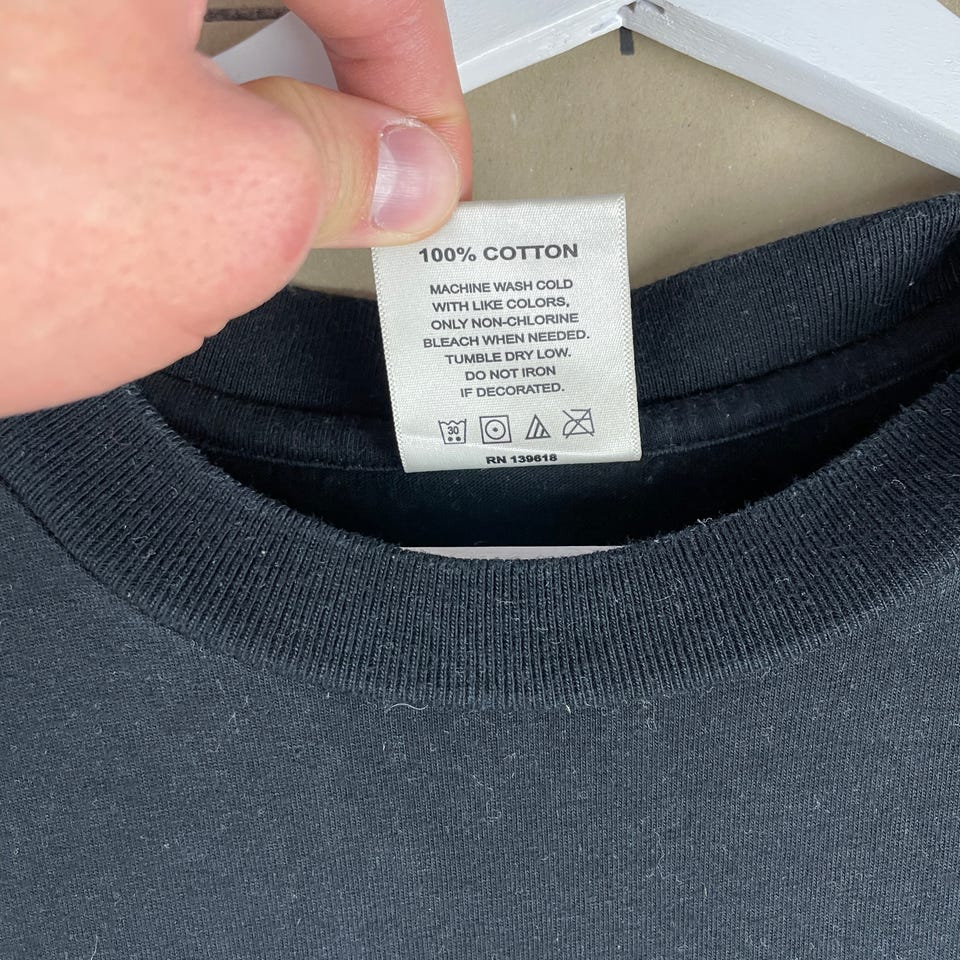 100% COTTON
MACHINE WASH COLD
WITH LIKE COLORS,
ONLY NON-CHLORINE
BLEACH WHEN NEEDED.
TUMBLE DRY LOW.
DO NOT IRON
IF DECORATED.
30
RN 139618